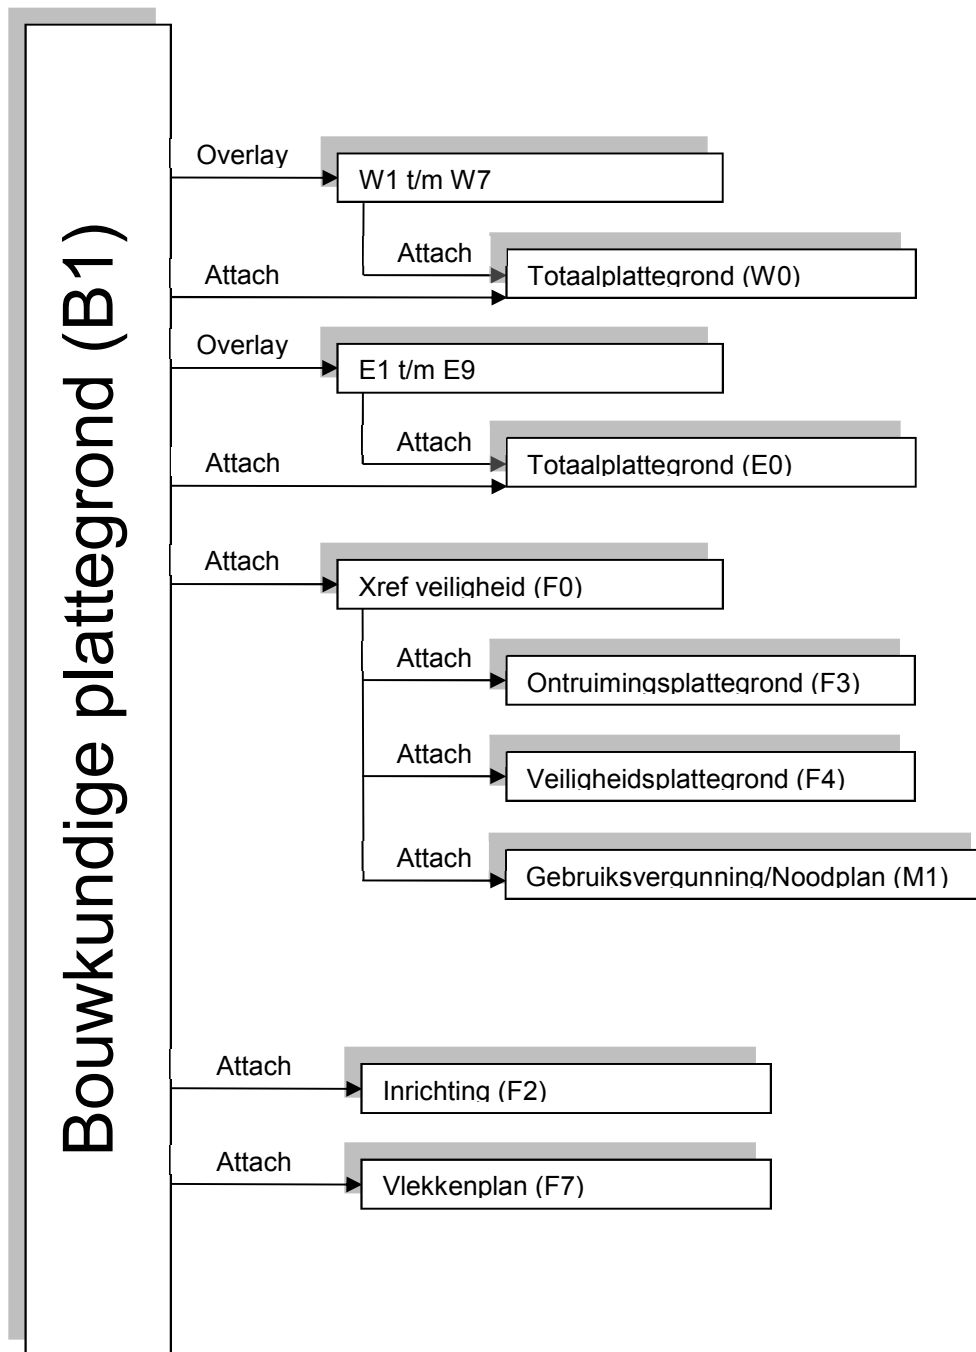 Bouwkundige plattegrond (B1)
Overlay
W1 t/m W7
Attach
Totaalplattegrond (W0)
Attach
Overlay
E1 t/m E9
Attach
Totaalplattegrond (E0)
Attach
Attach
Xref veiligheid (F0)
Attach
Ontruimingsplattegrond (F3)
Attach
Veiligheidsplattegrond (F4)
Attach
Gebruiksvergunning/Noodplan (M1)
Attach
Inrichting (F2)
Attach
Vlekkenplan (F7)